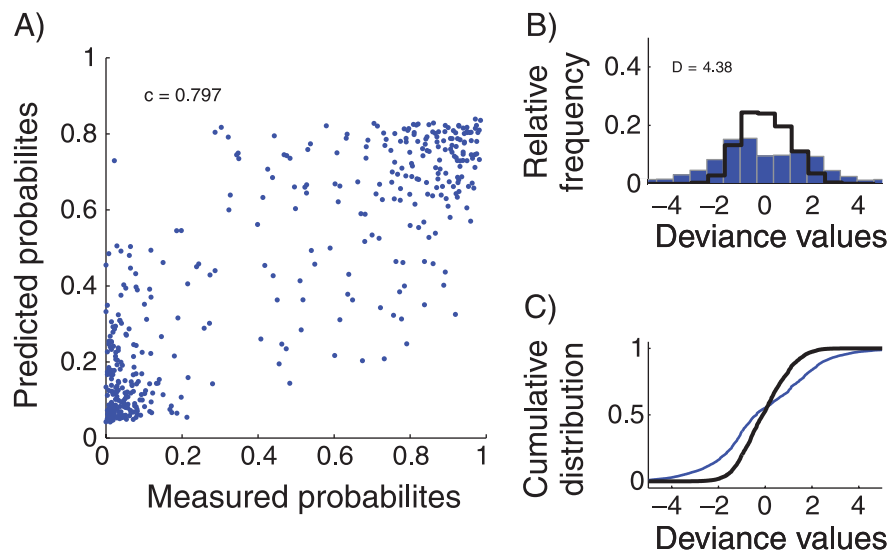 A)
c = 0.797
Predicted probabilites
1
0.8
0.6
0.4
0.2
0
0 0.2 0.4 0.6 0.8 1
Measured probabilites
B)
D = 4.38
Relative
frequency
0.4
0.2
0
−4 −2 0 2 4
Deviance values
C)
Cumulative
distribution
1
0.5
0
−4 −2 0 2 4
Deviance values